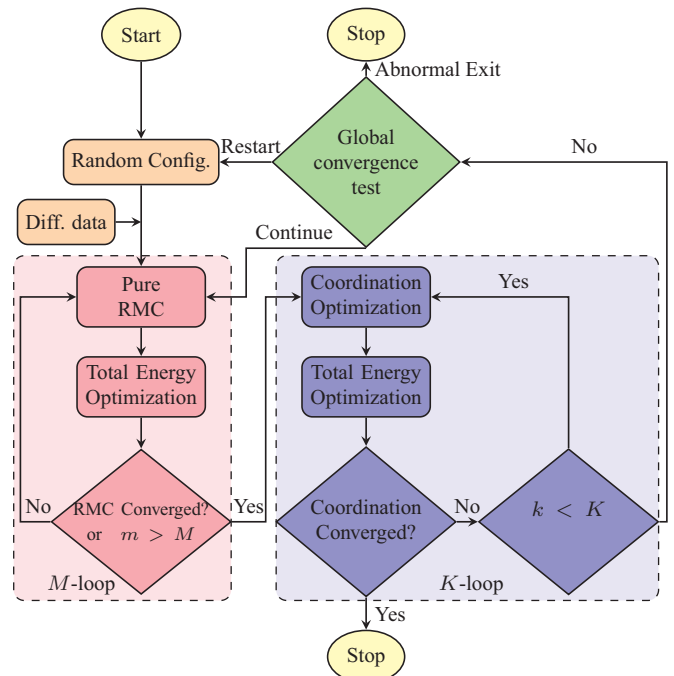 Start
Stop
Abnormal Exit
Global
convergence
test
Restart
Random Config.
No
Diff. data
Continue
Pure
RMC
Coordination
Optimization
Yes
Total Energy
Optimization
Total Energy
Optimization
No
RMC Converged?
or m > M
Yes
Coordination
Converged?
No
k < K
M-loop
K-loop
Yes
Stop